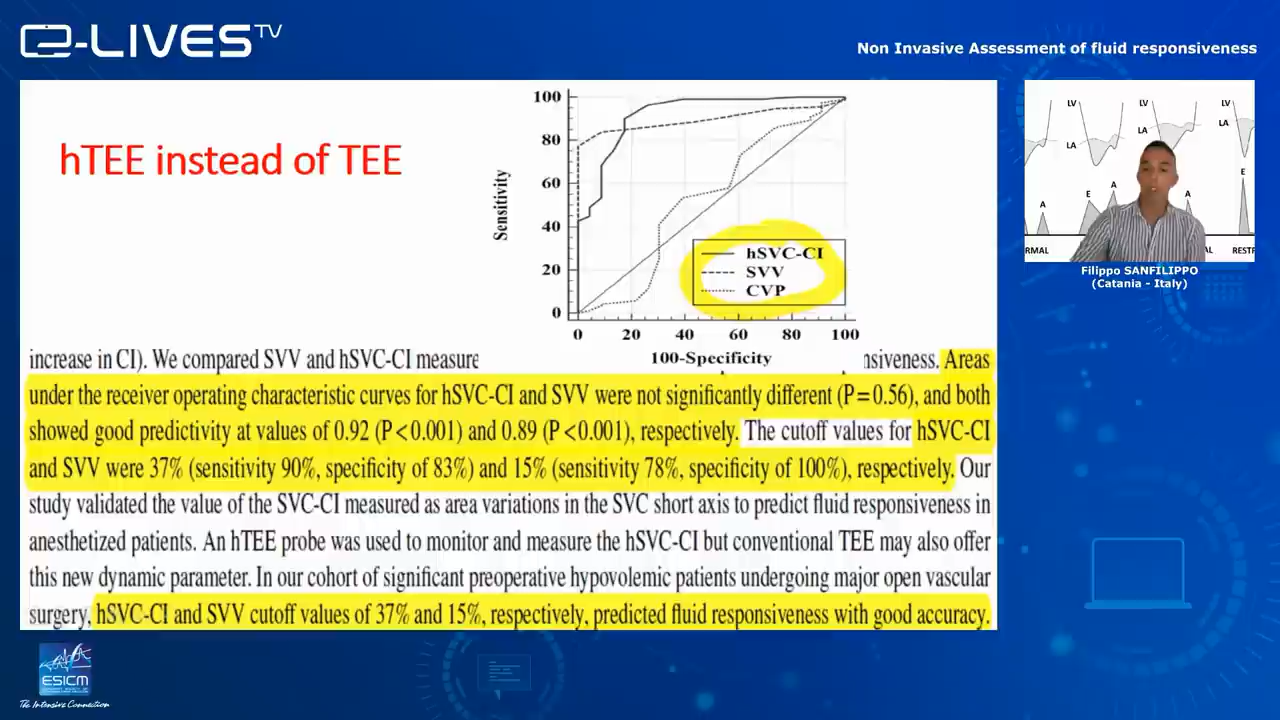 e-LIVES TV
Non Invasive Assessment of fluid responsiveness
hTEE instead of TEE
100
80
60
40
20
0
Sensitivity
hSVC-CI
SVV
CVP
0 20 40 60 80 100
100-Specificity
increase in CI). We compared SVV and hSVC-CI measure
nsiveness. Areas
under the receiver operating characteristic curves for hSVC-CI and SVV were not significantly different (P=0.56), and both
showed good predictivity at values of 0.92 (P<0.001) and 0.89 (P<0.001), respectively. The cutoff values for hSVC-CI
and SVV were 37% (sensitivity 90%, specificity of 83%) and 15% (sensitivity 78%, specificity of 100%), respectively. Our
study validated the value of the SVC-CI measured as area variations in the SVC short axis to predict fluid responsiveness in
anesthetized patients. An hTEE probe was used to monitor and measure the hSVC-CI but conventional TEE may also offer
this new dynamic parameter. In our cohort of significant preoperative hypovolemic patients undergoing major open vascular
surgery, hSVC-CI and SVV cutoff values of 37% and 15%, respectively, predicted fluid responsiveness with good accuracy.
LV LV LV LV
LA LA LA
A E A A E
RMAL AL REST
Filippo SANFILIPPO
(Catania - Italy)
ESICM
The Intensive Connection